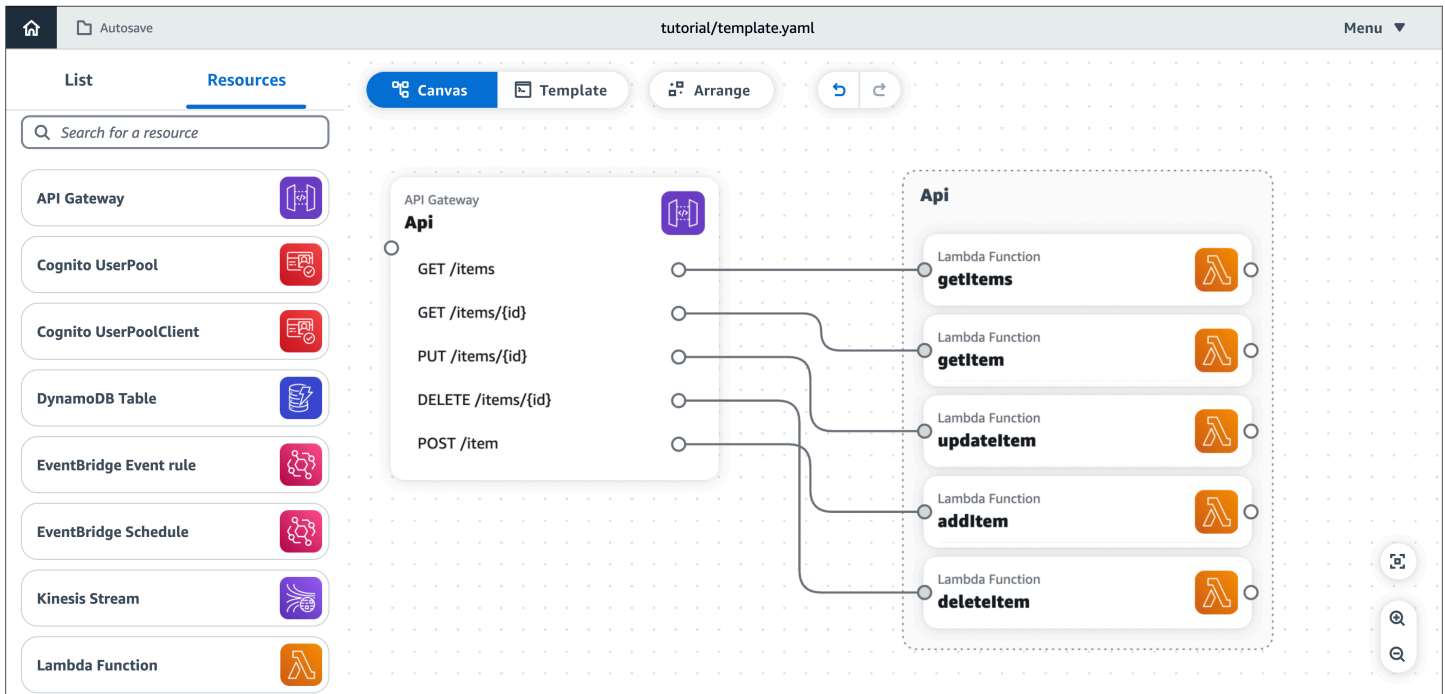 Autosave
tutorial/template.yaml
Menu
List
Resources
Canvas
Template
Arrange
Search for a resource
API Gateway
Cognito UserPool
Cognito UserPoolClient
DynamoDB Table
EventBridge Event rule
EventBridge Schedule
Kinesis Stream
Lambda Function
API Gateway
Api
GET /items
GET /items/{id}
PUT /items/{id}
DELETE /items/{id}
POST /item
Api
Lambda Function
getItems
Lambda Function
getItem
Lambda Function
updateItem
Lambda Function
addItem
Lambda Function
deleteItem